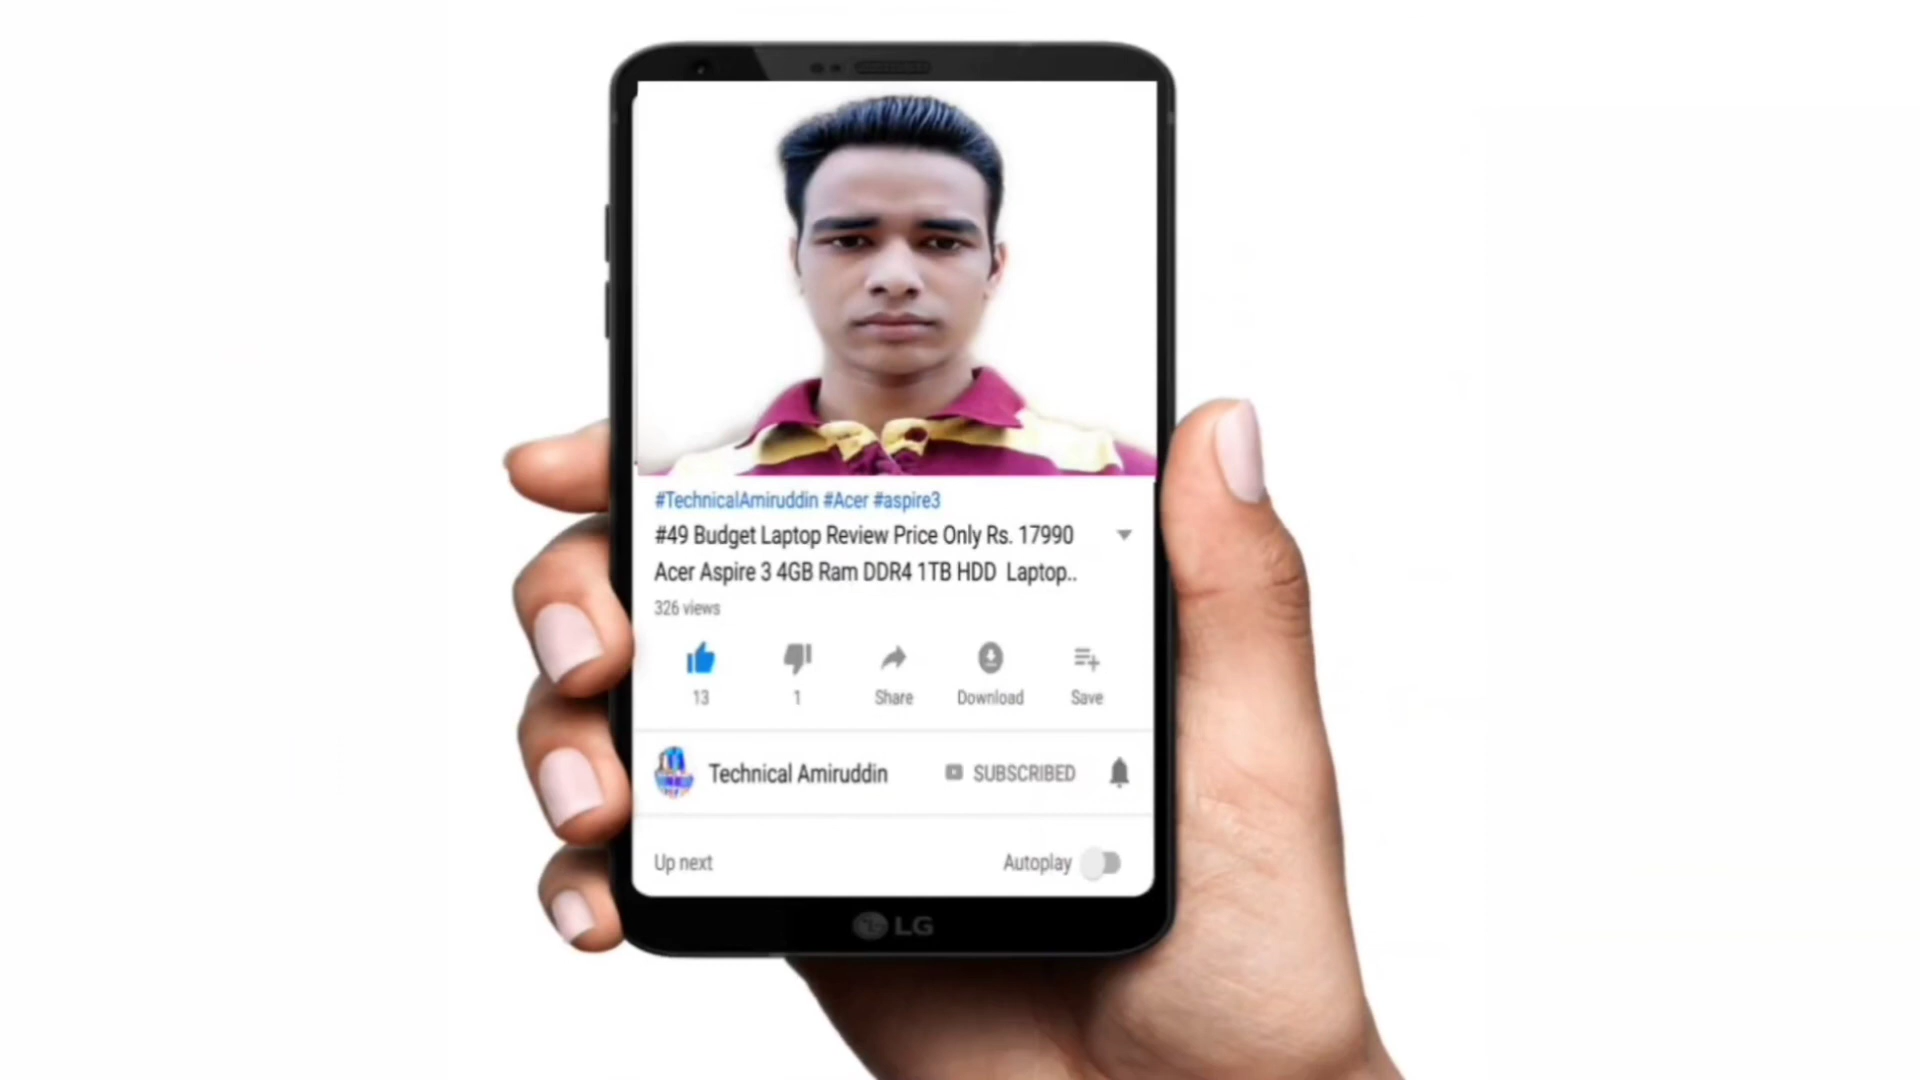 #TechnicalAmiruddin #Acer #aspire3
#49 Budget Laptop Review Price Only Rs. 17990
Acer Aspire 3 4GB Ram DDR4 1TB HDD Laptop..
326 views
13
1
Share
Download
Save
Technical Amiruddin
SUBSCRIBED
Up next
Autoplay
LG